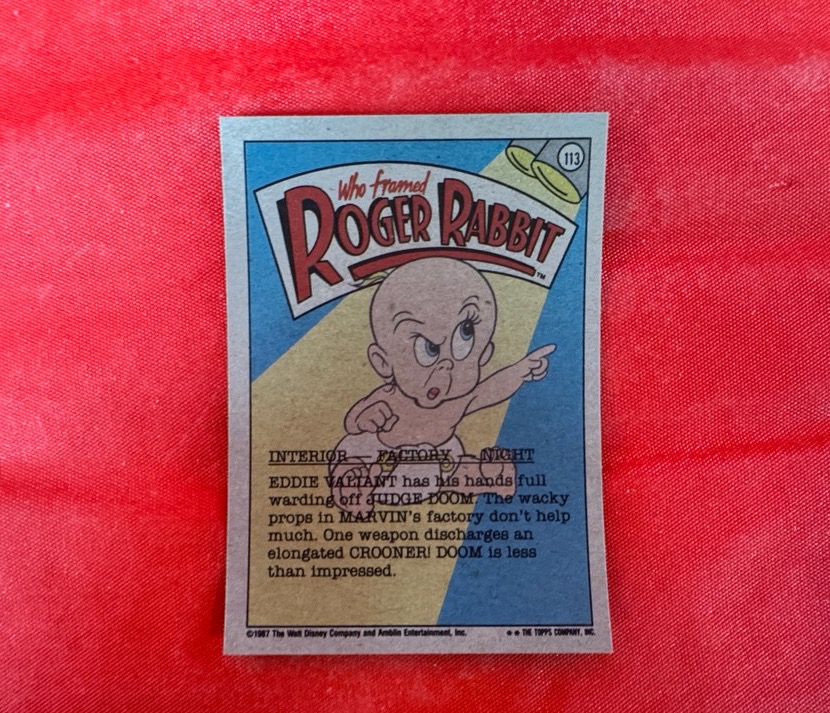 113
Who framed
ROGER RABBIT™
INTERIOR — FACTORY — NIGHT
EDDIE VALIANT has his hands full
warding off JUDGE DOOM. The wacky
props in MARVIN's factory don't help
much. One weapon discharges an
elongated CROONER! DOOM is less
than impressed.
©1987 The Walt Disney Company and Amblin Entertainment, Inc.
✶ ✶ THE TOPPS COMPANY, INC.